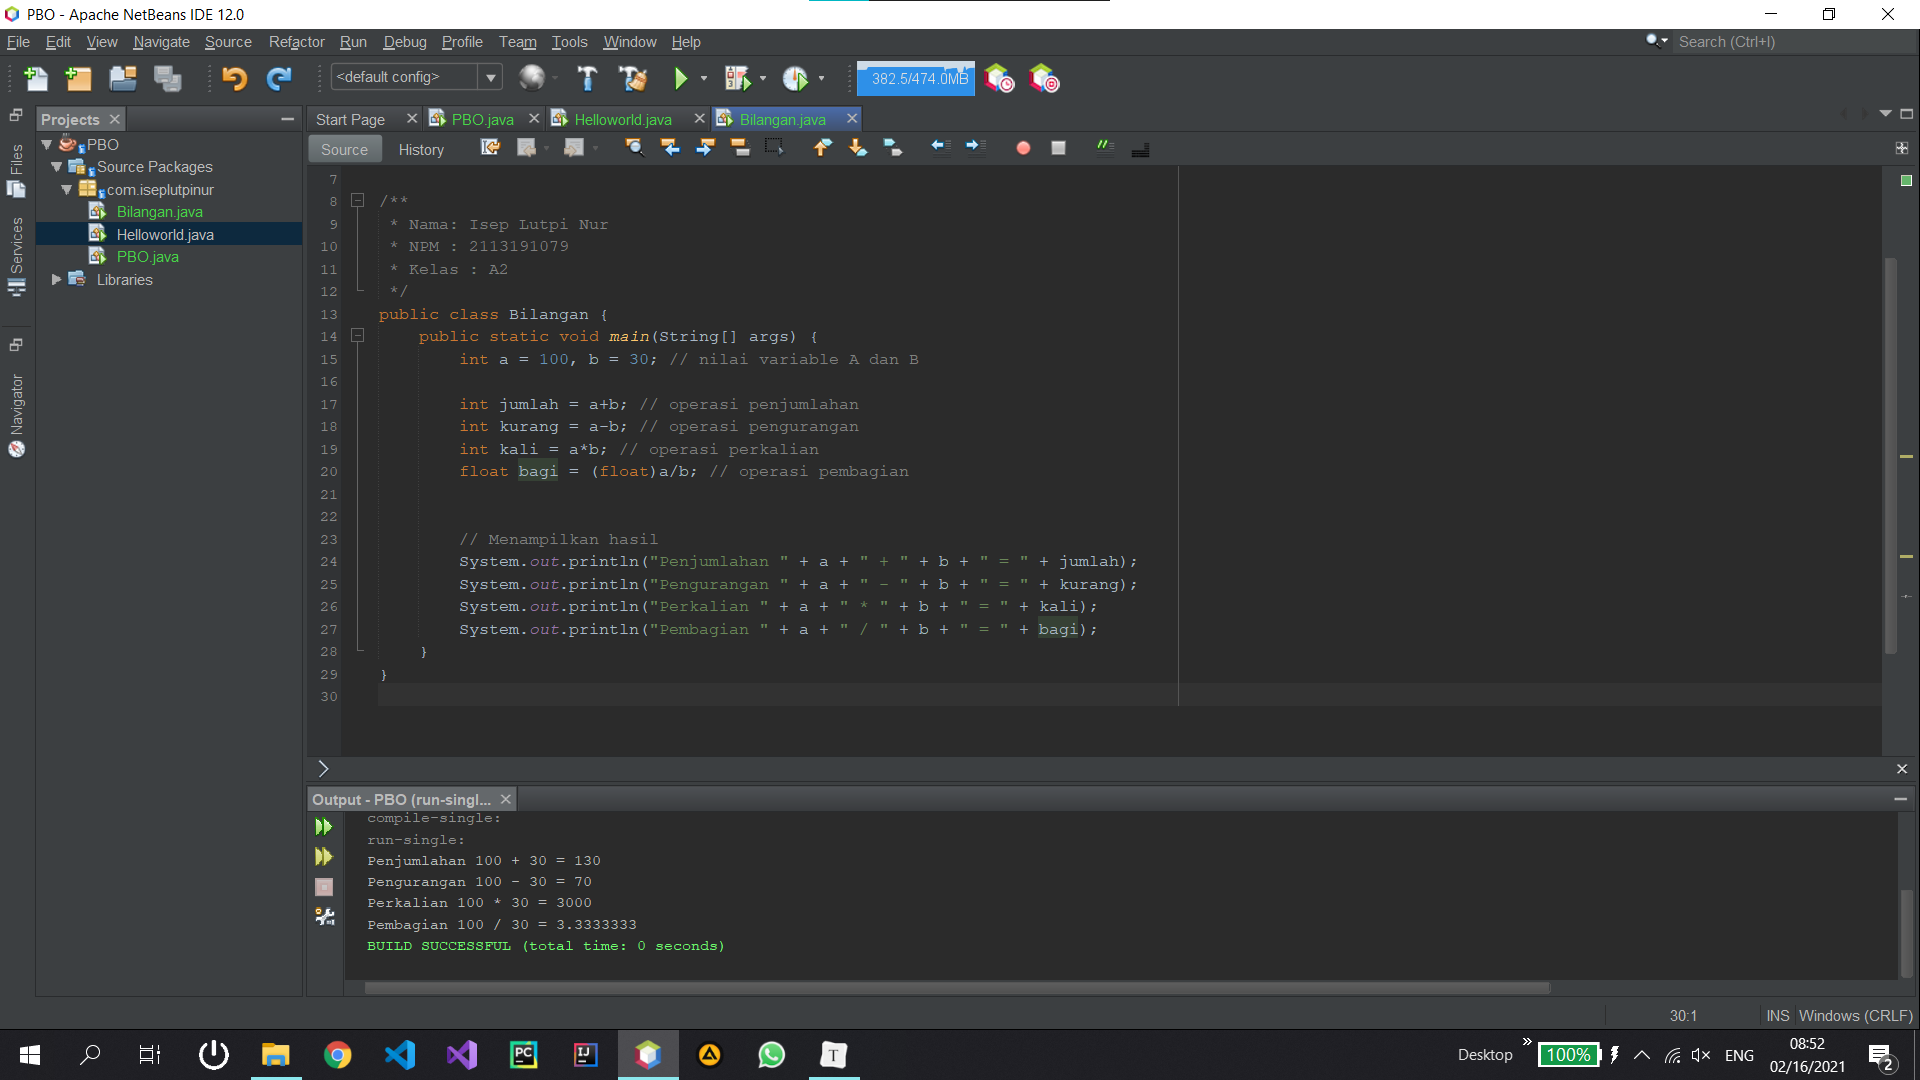 PBO - Apache NetBeans IDE 12.0
File Edit View Navigate Source Refactor Run Debug Profile Team Tools Window Help
Search (Ctrl+I)
<default config>
382.5/474.0MB
Files
Services
Navigator
Projects
PBO
Source Packages
com.iseplutpinur
Bilangan.java
Helloworld.java
PBO.java
Libraries
Start Page PBO.java Helloworld.java Bilangan.java
Source History
7
8 /**
9 * Nama: Isep Lutpi Nur
10 * NPM : 2113191079
11 * Kelas : A2
12 */
13 public class Bilangan {
14 public static void main(String[] args) {
15 int a = 100, b = 30; // nilai variable A dan B
16
17 int jumlah = a+b; // operasi penjumlahan
18 int kurang = a-b; // operasi pengurangan
19 int kali = a*b; // operasi perkalian
20 float bagi = (float)a/b; // operasi pembagian
21
22
23 // Menampilkan hasil
24 System.out.println("Penjumlahan " + a + " + " + b + " = " + jumlah);
25 System.out.println("Pengurangan " + a + " - " + b + " = " + kurang);
26 System.out.println("Perkalian " + a + " * " + b + " = " + kali);
27 System.out.println("Pembagian " + a + " / " + b + " = " + bagi);
28 }
29 }
30
Output - PBO (run-singl...
compile-single:
run-single:
Penjumlahan 100 + 30 = 130
Pengurangan 100 - 30 = 70
Perkalian 100 * 30 = 3000
Pembagian 100 / 30 = 3.3333333
BUILD SUCCESSFUL (total time: 0 seconds)
30:1 INS Windows (CRLF)
PC
IJ
T
Desktop
100%
ENG
08:52
02/16/2021
2